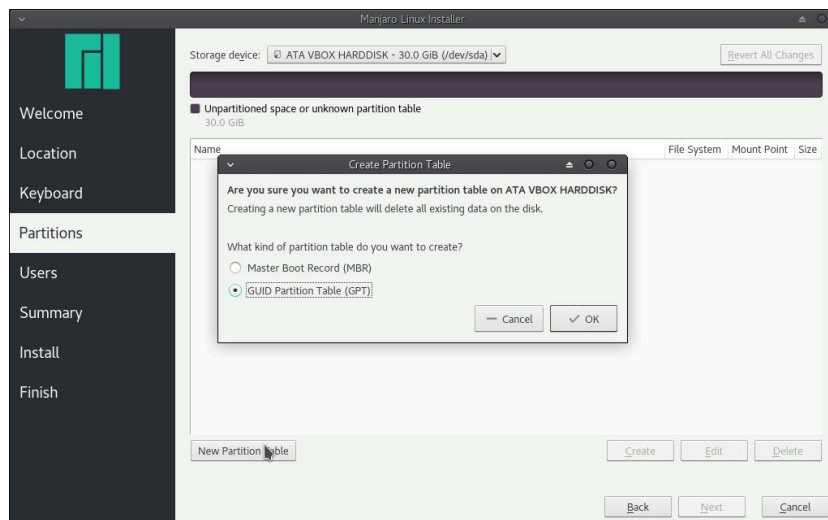 Manjaro Linux Installer
Storage device: ATA VBOX HARDDISK - 30.0 GiB (/dev/sda)
Revert All Changes
Unpartitioned space or unknown partition table
30.0 GiB
Welcome
Location
Keyboard
Partitions
Users
Summary
Install
Finish
Name File System Mount Point Size
Create Partition Table
Are you sure you want to create a new partition table on ATA VBOX HARDDISK?
Creating a new partition table will delete all existing data on the disk.
What kind of partition table do you want to create?
Master Boot Record (MBR)
GUID Partition Table (GPT)
Cancel OK
New Partition Table
Create Edit Delete
Back Next Cancel